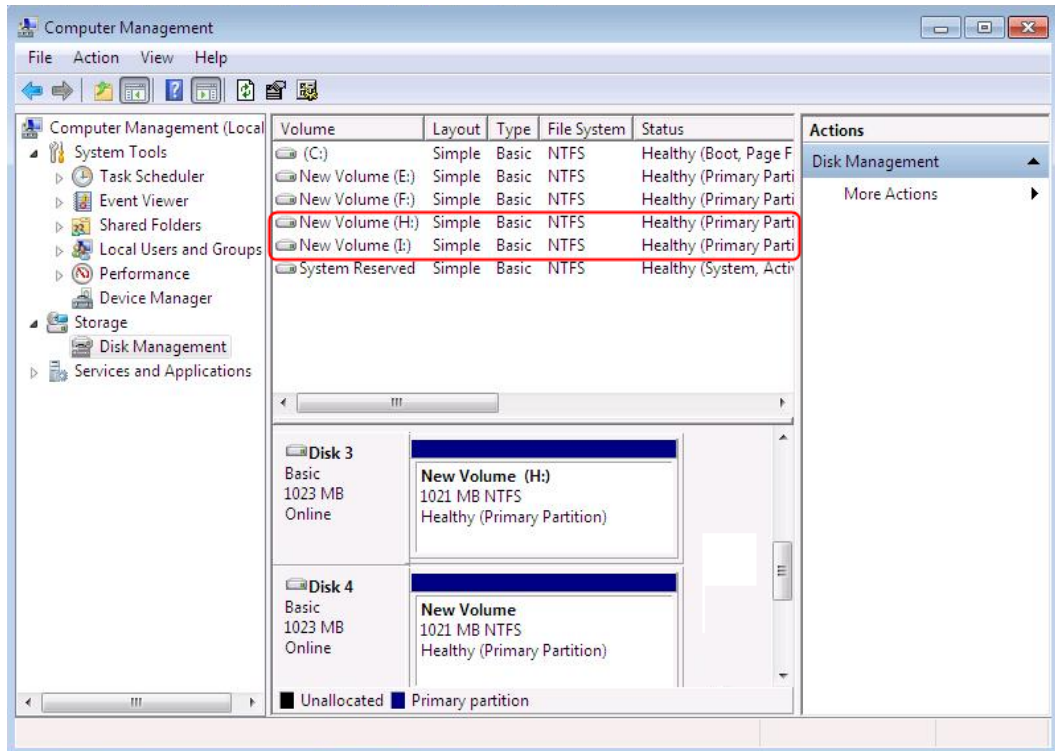 Computer Management
File Action View Help
Computer Management (Local
System Tools
Task Scheduler
Event Viewer
Shared Folders
Local Users and Groups
Performance
Device Manager
Storage
Disk Management
Services and Applications
Volume Layout Type File System Status
(C:) Simple Basic NTFS Healthy (Boot, Page F
New Volume (E:) Simple Basic NTFS Healthy (Primary Parti
New Volume (F:) Simple Basic NTFS Healthy (Primary Parti
New Volume (H:) Simple Basic NTFS Healthy (Primary Parti
New Volume (I:) Simple Basic NTFS Healthy (Primary Parti
System Reserved Simple Basic NTFS Healthy (System, Activ
Disk 3
Basic
1023 MB
Online
New Volume (H:)
1021 MB NTFS
Healthy (Primary Partition)
Disk 4
Basic
1023 MB
Online
New Volume
1021 MB NTFS
Healthy (Primary Partition)
Unallocated Primary partition
Actions
Disk Management
More Actions